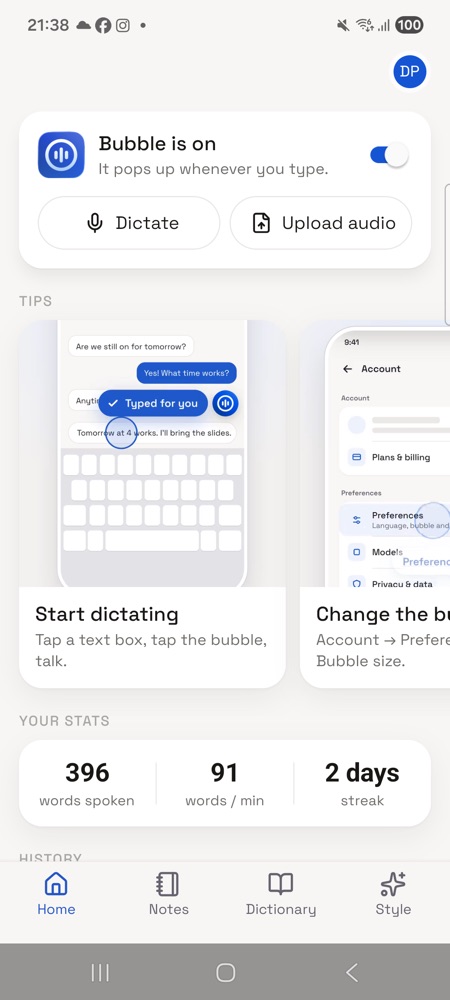 21:38
100
DP
Bubble is on
It pops up whenever you type.
Dictate
Upload audio
TIPS
Are we still on for tomorrow?
Yes! What time works?
Typed for you
Tomorrow at 4 works. I'll bring the slides.
Start dictating
Tap a text box, tap the bubble,
talk.
9:41
Account
Account
Plans & billing
Preferences
Preferences
Language, bubble and
Models
Privacy & data
Change the
Account →
Bubble size.
YOUR STATS
396
words spoken
91
words / min
2 days
streak
HISTORY
Home
Notes
Dictionary
Style